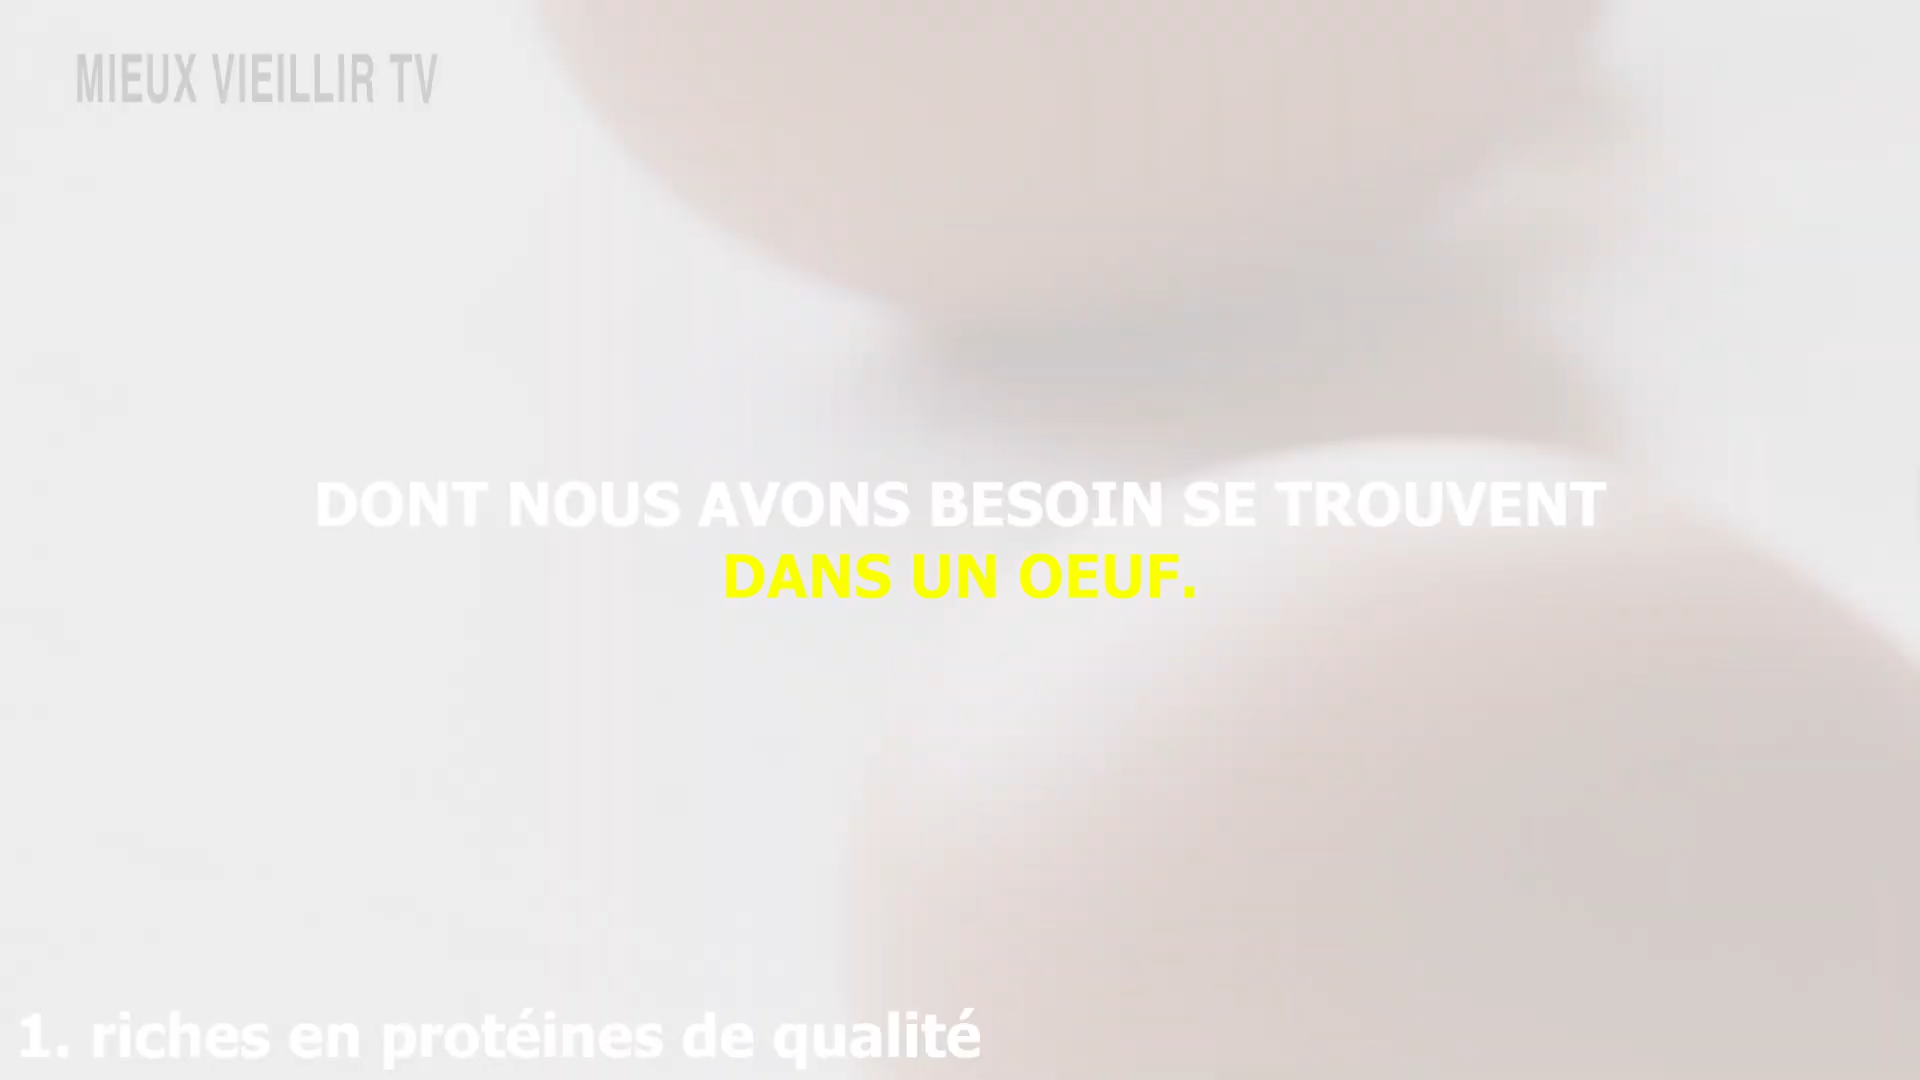 MIEUX VIEILLIR TV
DONT NOUS AVONS BESOIN SE TROUVENT
DANS UN OEUF.
1. riches en protéines de qualité